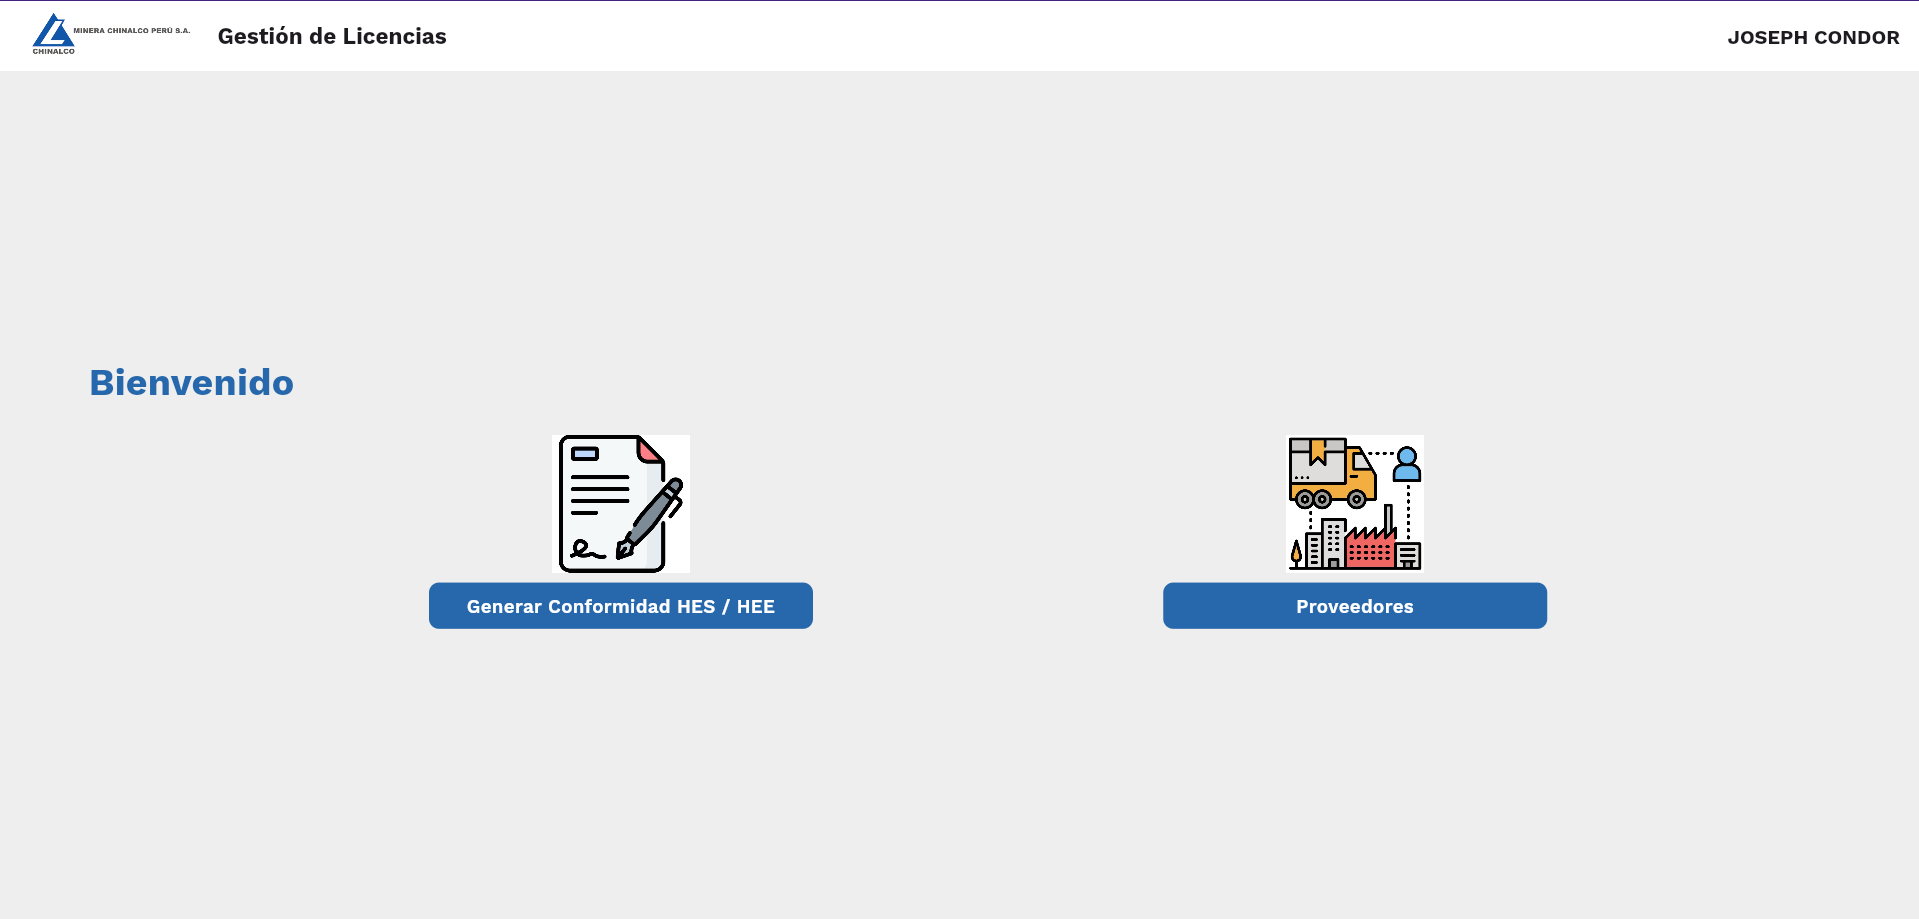 MINERA CHINALCO PERÚ S.A.
CHINALCO
Gestión de Licencias
JOSEPH CONDOR
Bienvenido
Generar Conformidad HES / HEE
Proveedores